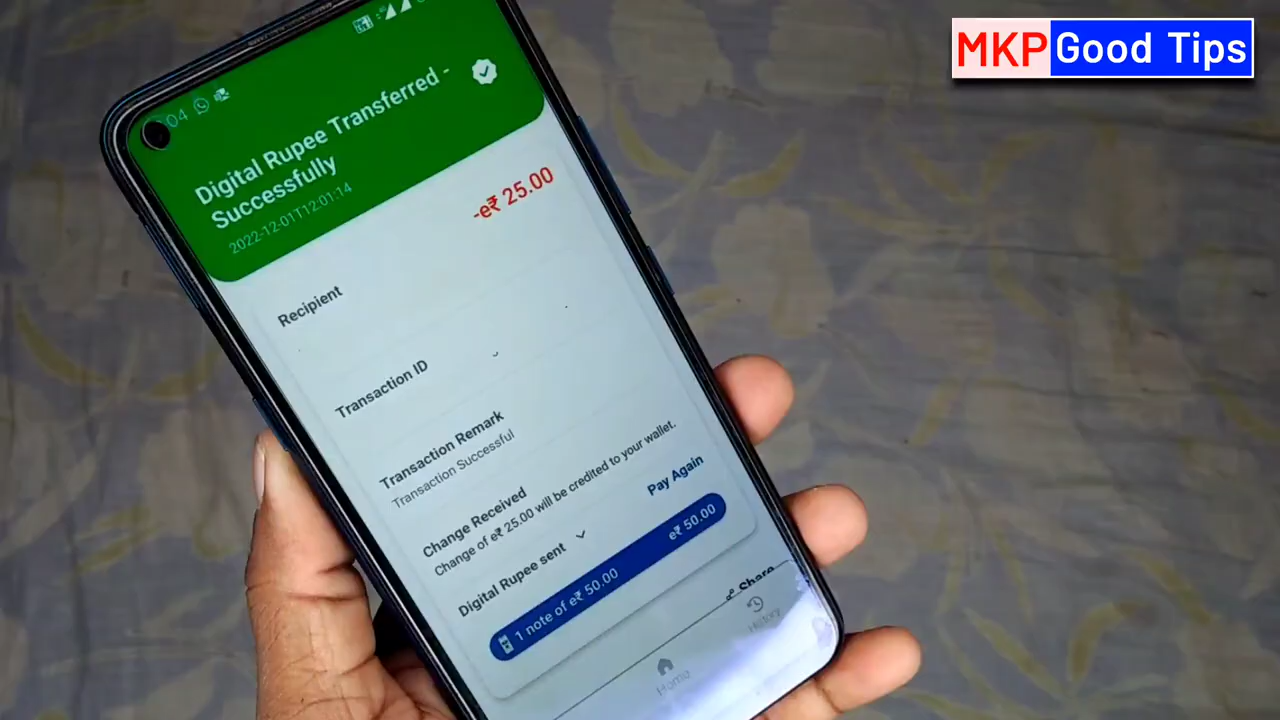 MKP Good Tips
04
Digital Rupee Transferred -
Successfully
2022-12-01T12:01:14
-e₹ 25.00
Recipient
Transaction ID
Transaction Remark
Transaction Successful
Change Received
Change of e₹ 25.00 will be credited to your wallet.
Pay Again
Digital Rupee sent
1 note of e₹ 50.00 e₹ 50.00
Share
Home
History